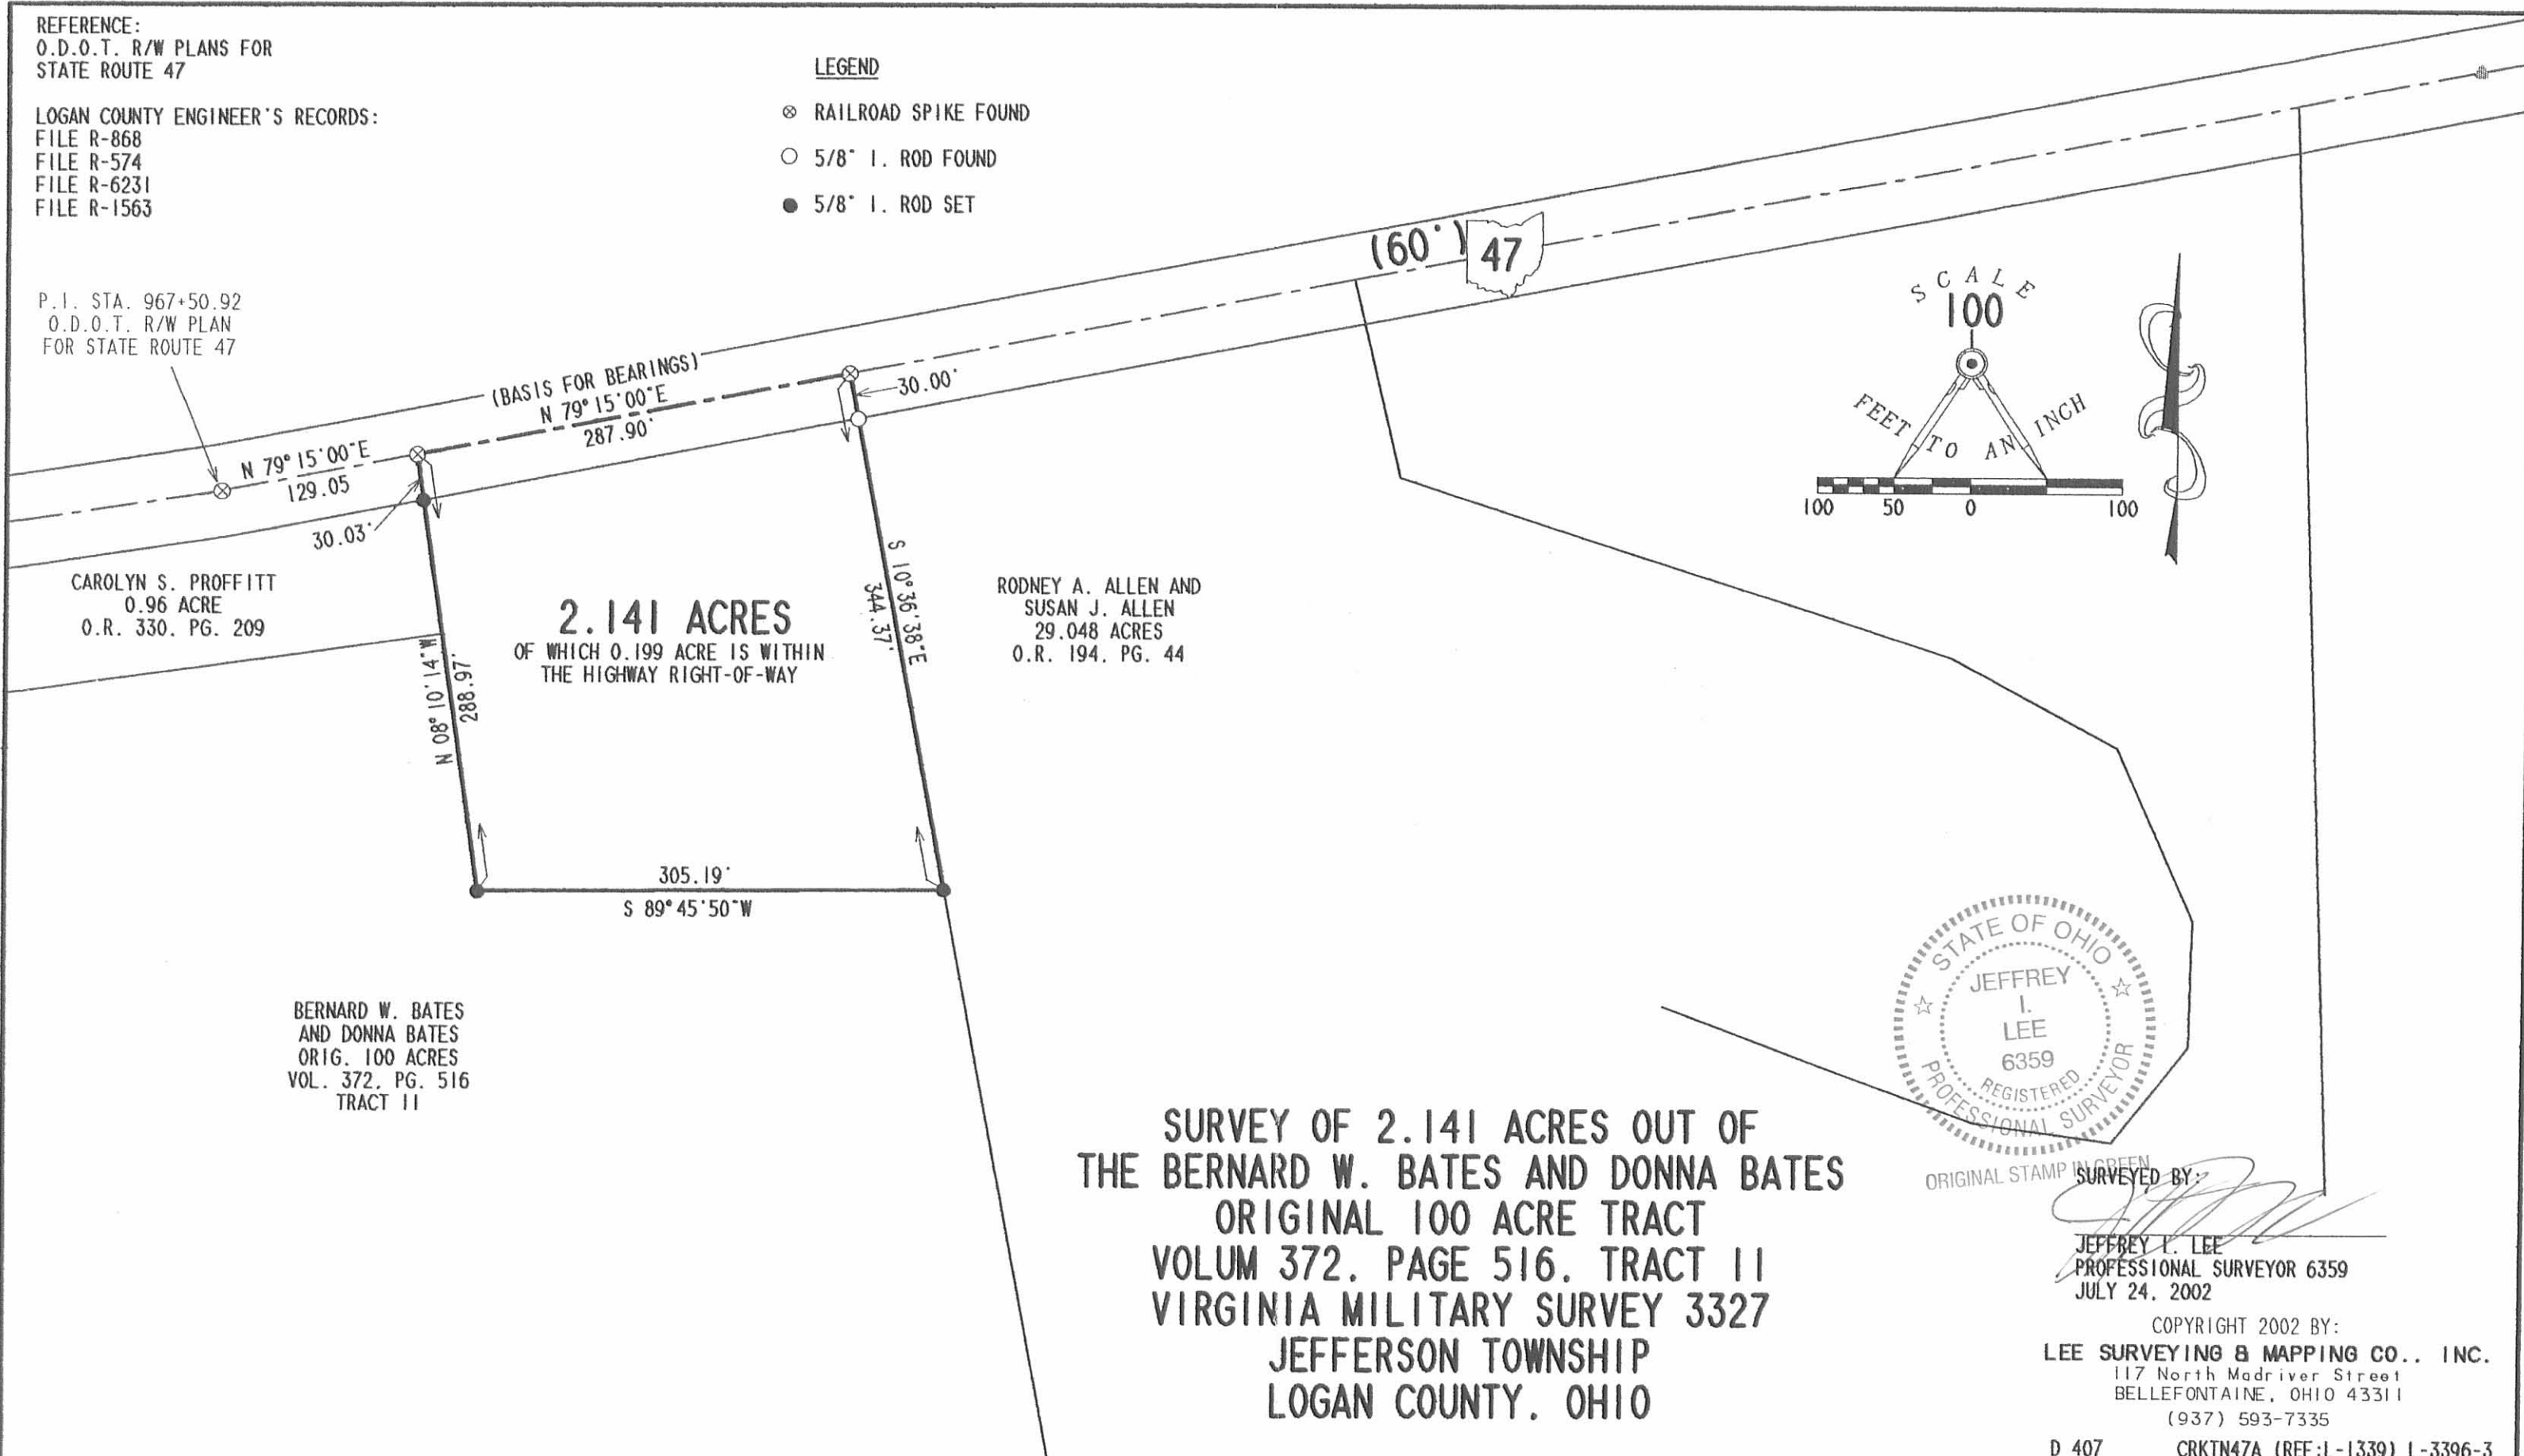 REFERENCE:
O.D.O.T. R/W PLANS FOR
STATE ROUTE 47
LOGAN COUNTY ENGINEER'S RECORDS:
FILE R-868
FILE R-574
FILE R-6231
FILE R-1563
LEGEND
RAILROAD SPIKE FOUND
5/8" I. ROD FOUND
5/8" I. ROD SET
P.I. STA. 967+50.92
O.D.O.T. R/W PLAN
FOR STATE ROUTE 47
(60')
47
SCALE
100
FEET TO AN INCH
100 50 0 100
(BASIS FOR BEARINGS)
N 79° 15'00"E
287.90'
30.00'
N 79° 15'00"E
129.05
30.03'
CAROLYN S. PROFFITT
0.96 ACRE
O.R. 330, PG. 209
2.141 ACRES
OF WHICH 0.199 ACRE IS WITHIN
THE HIGHWAY RIGHT-OF-WAY
S 10°36'38"E
344.37'
RODNEY A. ALLEN AND
SUSAN J. ALLEN
29.048 ACRES
O.R. 194, PG. 44
N 08° 10'14"W
288.97'
305.19'
S 89°45'50"W
BERNARD W. BATES
AND DONNA BATES
ORIG. 100 ACRES
VOL. 372, PG. 516
TRACT II
SURVEY OF 2.141 ACRES OUT OF
THE BERNARD W. BATES AND DONNA BATES
ORIGINAL 100 ACRE TRACT
VOLUM 372, PAGE 516, TRACT II
VIRGINIA MILITARY SURVEY 3327
JEFFERSON TOWNSHIP
LOGAN COUNTY, OHIO
STATE OF OHIO
JEFFREY
I.
LEE
6359
REGISTERED
PROFESSIONAL SURVEYOR
ORIGINAL STAMP IN GREEN
SURVEYED BY:
JEFFREY I. LEE
PROFESSIONAL SURVEYOR 6359
JULY 24, 2002
COPYRIGHT 2002 BY:
LEE SURVEYING & MAPPING CO., INC.
117 North Madriver Street
BELLEFONTAINE, OHIO 43311
(937) 593-7335
D 407 CRKTN47A (REF:L-1339) L-3396-3